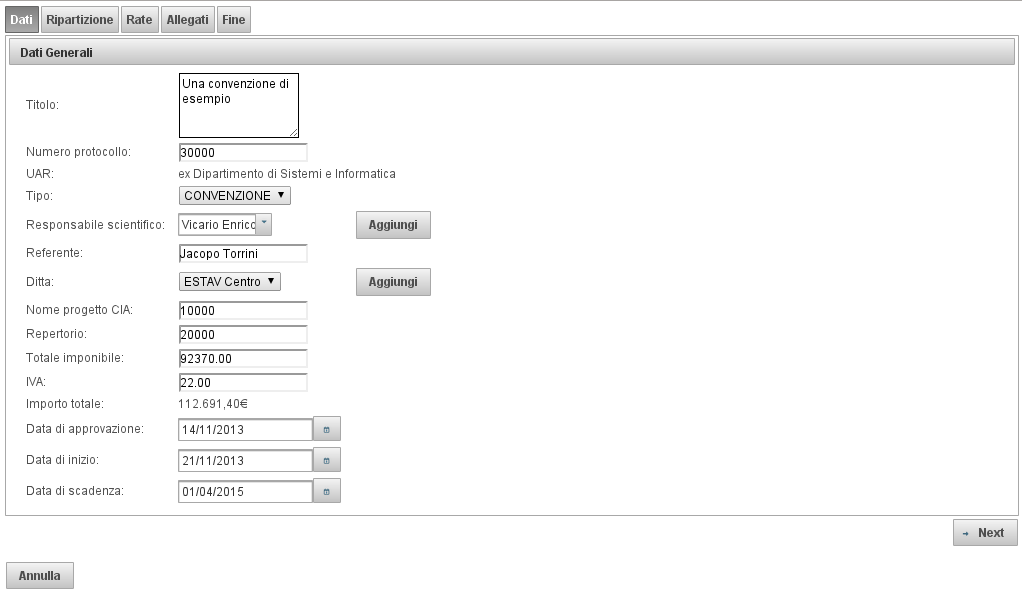 Dati Ripartizione Rate Allegati Fine
Dati Generali
Titolo: Una convenzione di
esempio
Numero protocollo: 30000
UAR: ex Dipartimento di Sistemi e Informatica
Tipo: CONVENZIONE
Responsabile scientifico: Vicario Enrico Aggiungi
Referente: Jacopo Torrini
Ditta: ESTAV Centro Aggiungi
Nome progetto CIA: 10000
Repertorio: 20000
Totale imponibile: 92370.00
IVA: 22.00
Importo totale: 112.691,40€
Data di approvazione: 14/11/2013
Data di inizio: 21/11/2013
Data di scadenza: 01/04/2015
Next
Annulla